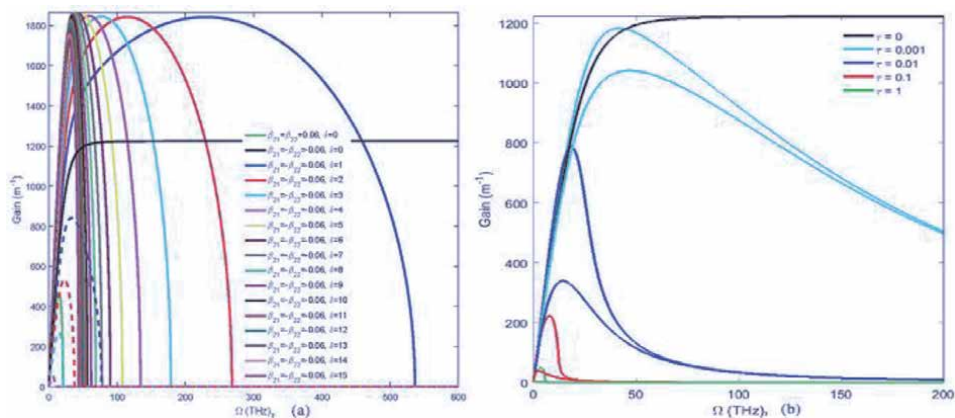 1800
1600
1400
1200
1000
800
600
400
200
0
Gain (m⁻¹)
β₂₁=β₂₂=+0.06, δ=0
β₂₁=-β₂₂=-0.06, δ=0
β₂₁=-β₂₂=-0.06, δ=1
β₂₁=-β₂₂=-0.06, δ=2
β₂₁=-β₂₂=-0.06, δ=3
β₂₁=-β₂₂=-0.06, δ=4
β₂₁=-β₂₂=-0.06, δ=5
β₂₁=-β₂₂=-0.06, δ=6
β₂₁=-β₂₂=-0.06, δ=7
β₂₁=-β₂₂=-0.06, δ=8
β₂₁=-β₂₂=-0.06, δ=9
β₂₁=-β₂₂=-0.06, δ=10
β₂₁=-β₂₂=-0.06, δ=11
β₂₁=-β₂₂=-0.06, δ=12
β₂₁=-β₂₂=-0.06, δ=13
β₂₁=-β₂₂=-0.06, δ=14
β₂₁=-β₂₂=-0.06, δ=15
0 100 200 300 400 500 600
Ω (THz), (a)
1200
1000
800
600
400
200
0
Gain (m⁻¹)
τ = 0
τ = 0.001
τ = 0.01
τ = 0.1
τ = 1
0 50 100 150 200
Ω (THz), (b)